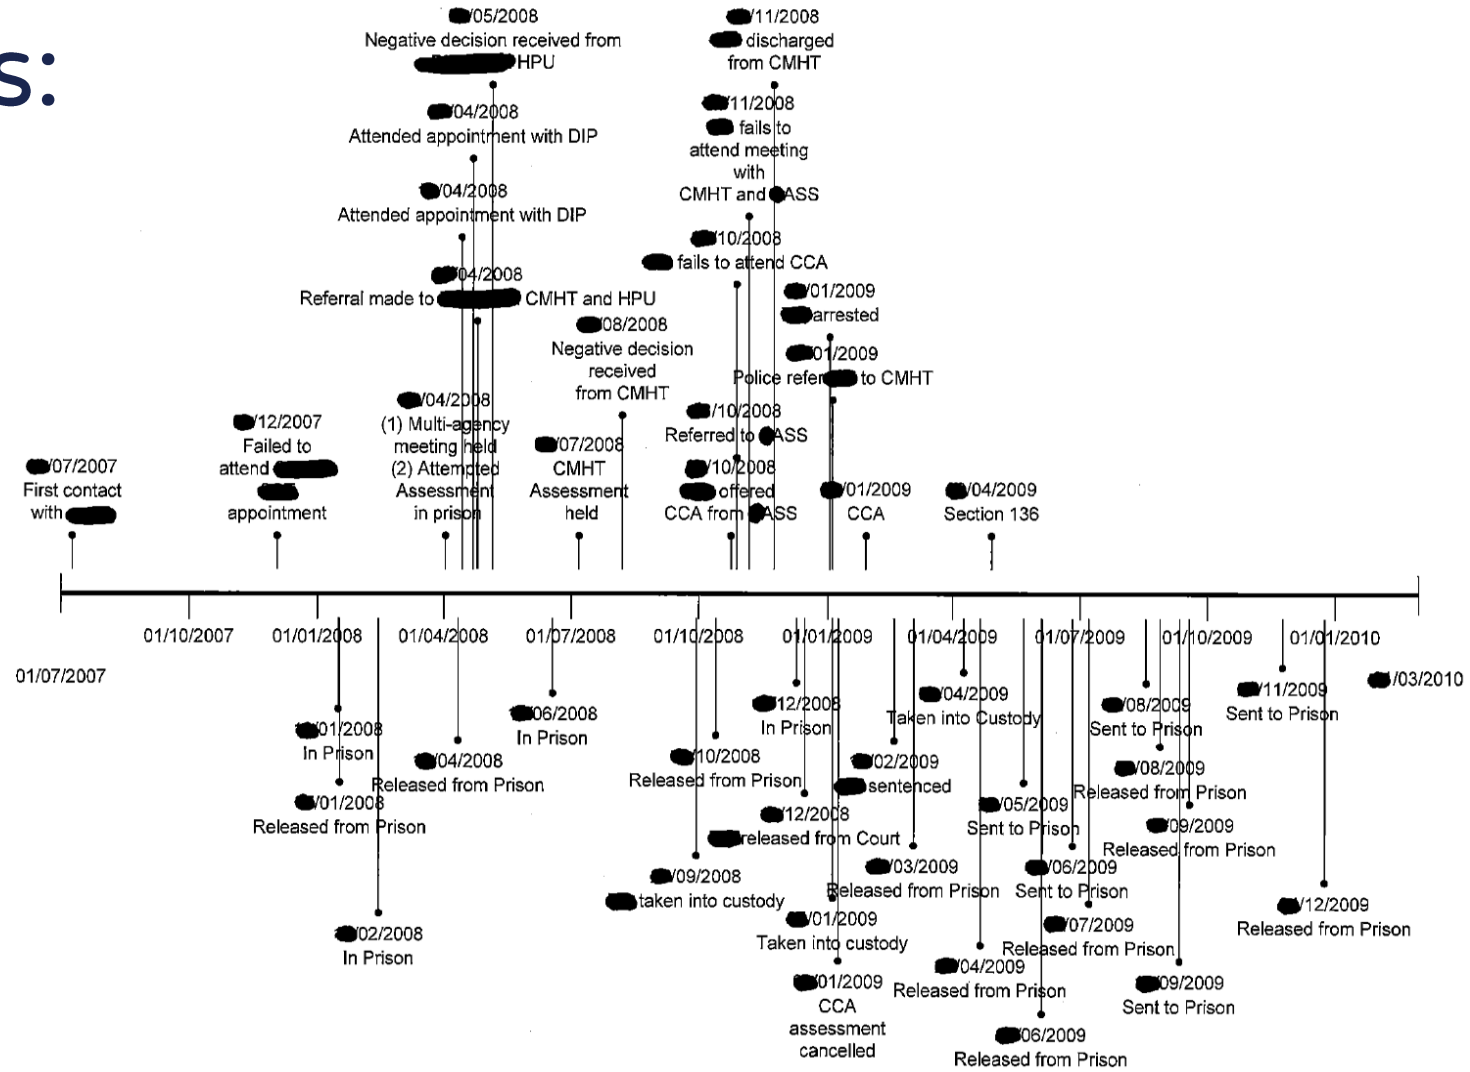 s:
/05/2008
Negative decision received from
HPU
/04/2008
Attended appointment with DIP
/04/2008
Attended appointment with DIP
/04/2008
Referral made to CMHT and HPU
/04/2008
(1) Multi-agency
meeting held
(2) Attempted
Assessment
in prison
/12/2007
Failed to
attend
appointment
/07/2007
First contact
with
/07/2008
CMHT
Assessment
held
/08/2008
Negative decision
received
from CMHT
/11/2008
discharged
from CMHT
/11/2008
fails to
attend meeting
with
CMHT and ASS
/10/2008
fails to attend CCA
/01/2009
arrested
/01/2009
Police refer to CMHT
/10/2008
Referred to ASS
/10/2008
offered
CCA from ASS
/01/2009
CCA
/04/2009
Section 136
01/07/2007
01/10/2007
01/01/2008
01/04/2008
01/07/2008
01/10/2008
01/01/2009
01/04/2009
01/07/2009
01/10/2009
01/01/2010
/03/2010
/01/2008
In Prison
/01/2008
Released from Prison
/02/2008
In Prison
/04/2008
Released from Prison
/06/2008
In Prison
/09/2008
taken into custody
/10/2008
Released from Prison
/12/2008
In Prison
/12/2008
released from Court
/01/2009
Taken into custody
/01/2009
CCA
assessment
cancelled
/02/2009
sentenced
/03/2009
Released from Prison
/04/2009
Taken into Custody
/04/2009
Released from Prison
/05/2009
Sent to Prison
/06/2009
Released from Prison
/06/2009
Sent to Prison
/07/2009
Released from Prison
/08/2009
Sent to Prison
/08/2009
Released from Prison
/09/2009
Sent to Prison
/09/2009
Released from Prison
/11/2009
Sent to Prison
/12/2009
Released from Prison